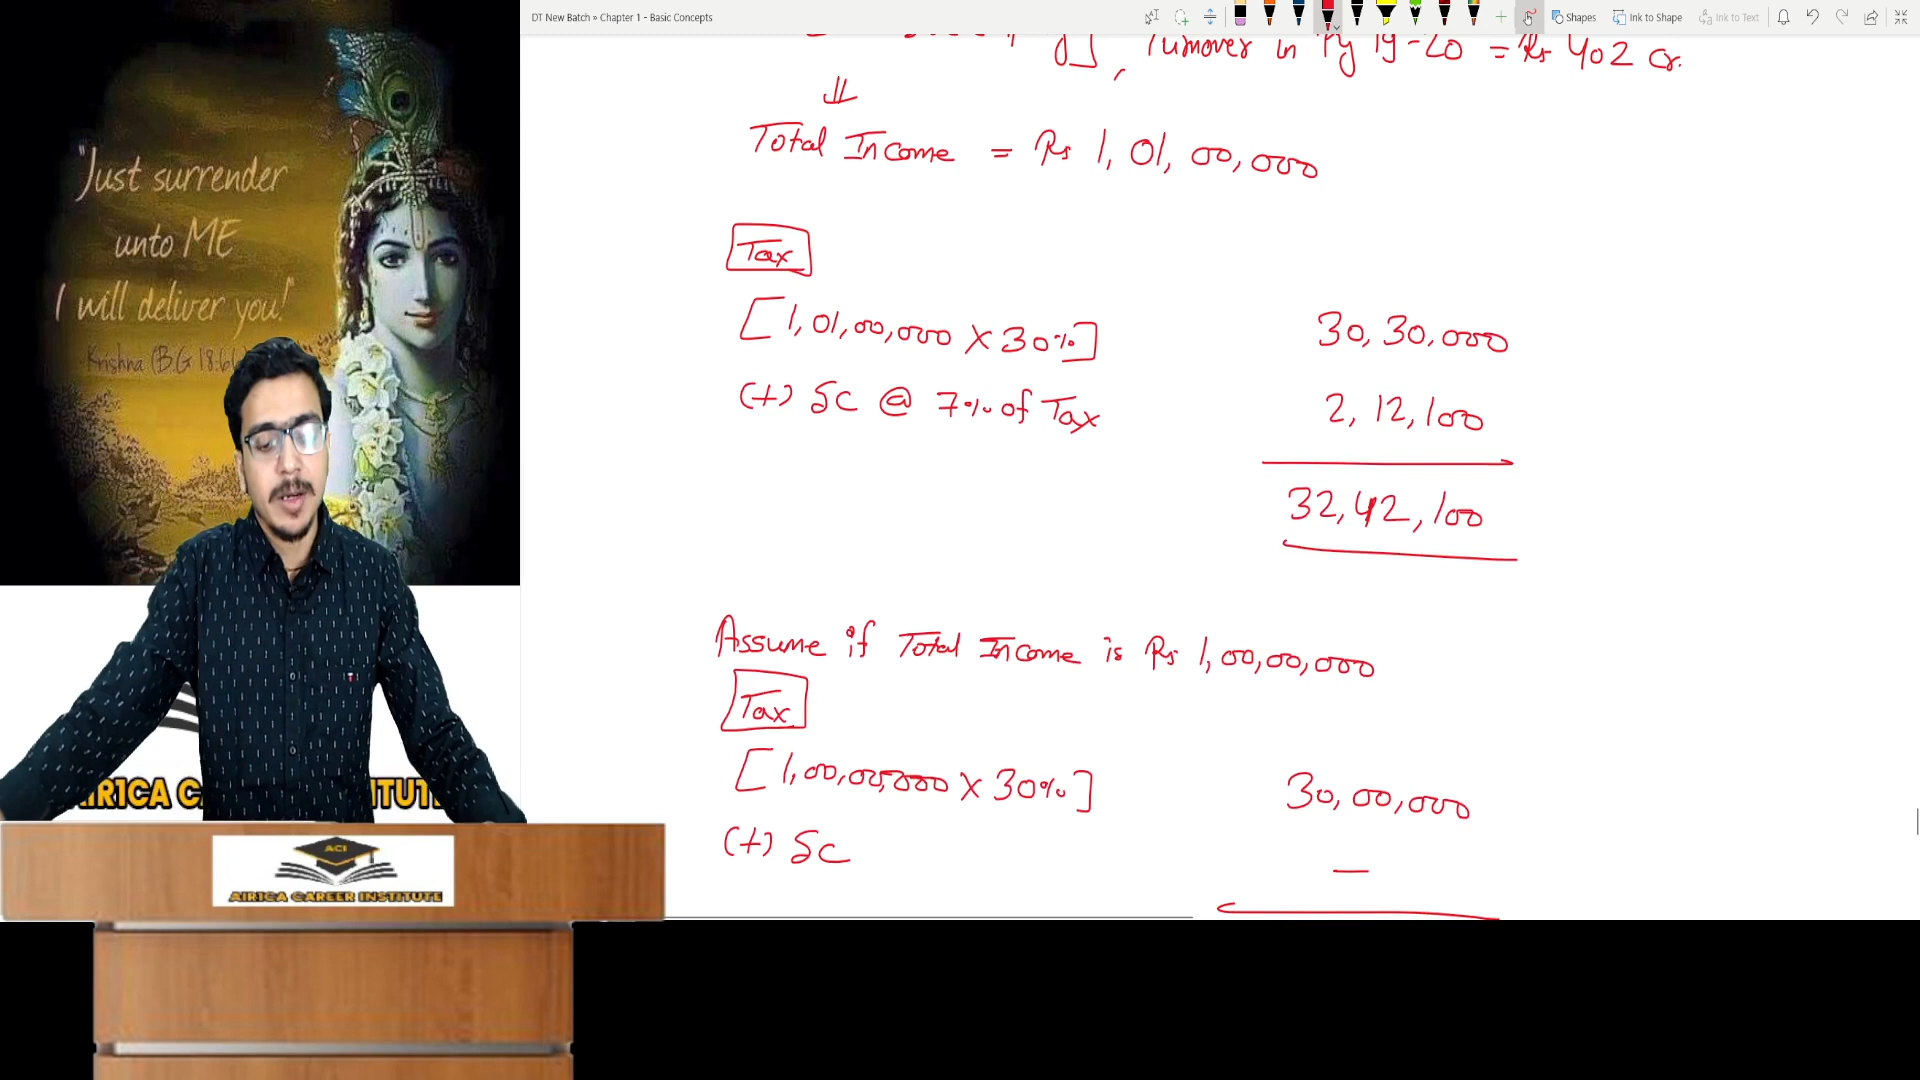 DT New Batch » Chapter 1 - Basic Concepts
Shapes
Ink to Shape
Ink to Text
"Just surrender
unto ME
I will deliver you!"
Krishna (B.G 18:66)
Turnover in Py 19-20 = Rs 402 Cr.
⇓
Total Income = Rs 1,01,00,000
Tax
[1,01,00,000 X 30%] 30,30,000
(+) SC @ 7% of Tax 2,12,100
32,42,100
Assume if Total Income is Rs 1,00,00,000
Tax
[1,00,00,000 X 30%] 30,00,000
(+) SC —
ACI
AIR1CA CAREER INSTITUTE